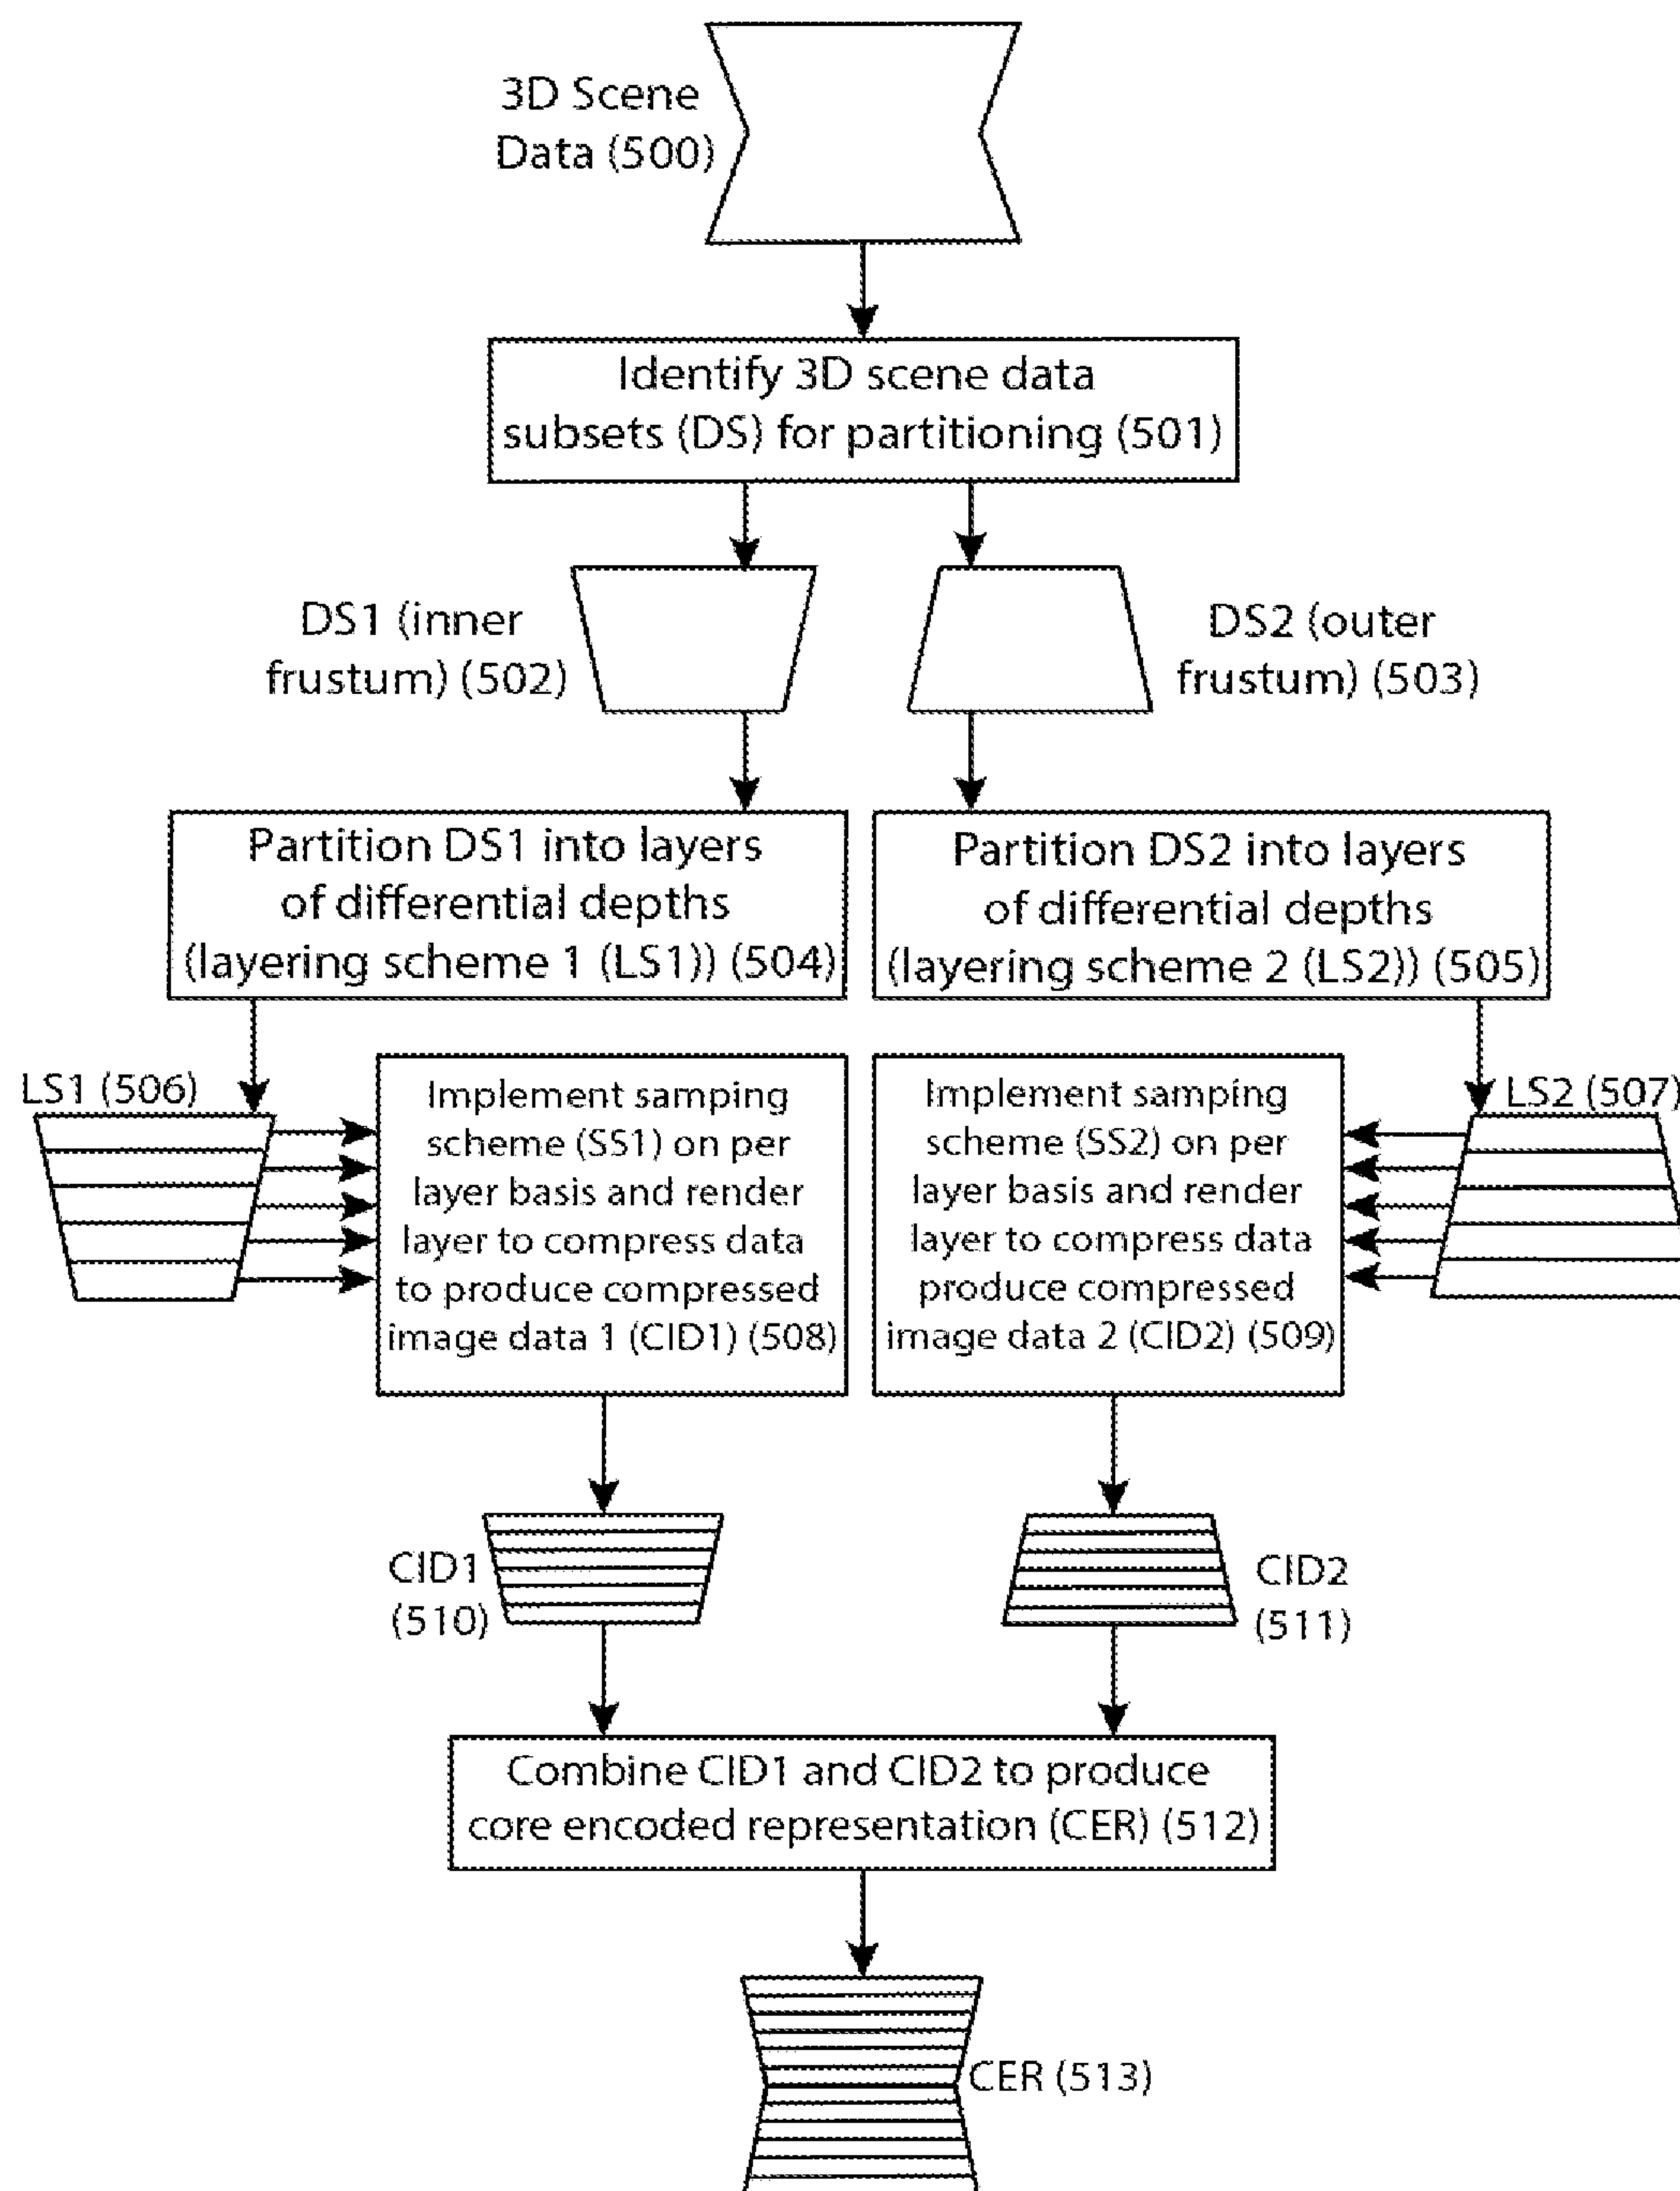 3D Scene
Data (500)
Identify 3D scene data
subsets (DS) for partitioning (501)
DS1 (inner
frustum) (502)
DS2 (outer
frustum) (503)
Partition DS1 into layers
of differential depths
(layering scheme 1 (LS1)) (504)
Partition DS2 into layers
of differential depths
(layering scheme 2 (LS2)) (505)
LS1 (506)
Implement samping
scheme (SS1) on per
layer basis and render
layer to compress data
to produce compressed
image data 1 (CID1) (508)
Implement samping
scheme (SS2) on per
layer basis and render
layer to compress data
produce compressed
image data 2 (CID2) (509)
LS2 (507)
CID1
(510)
CID2
(511)
Combine CID1 and CID2 to produce
core encoded representation (CER) (512)
CER (513)